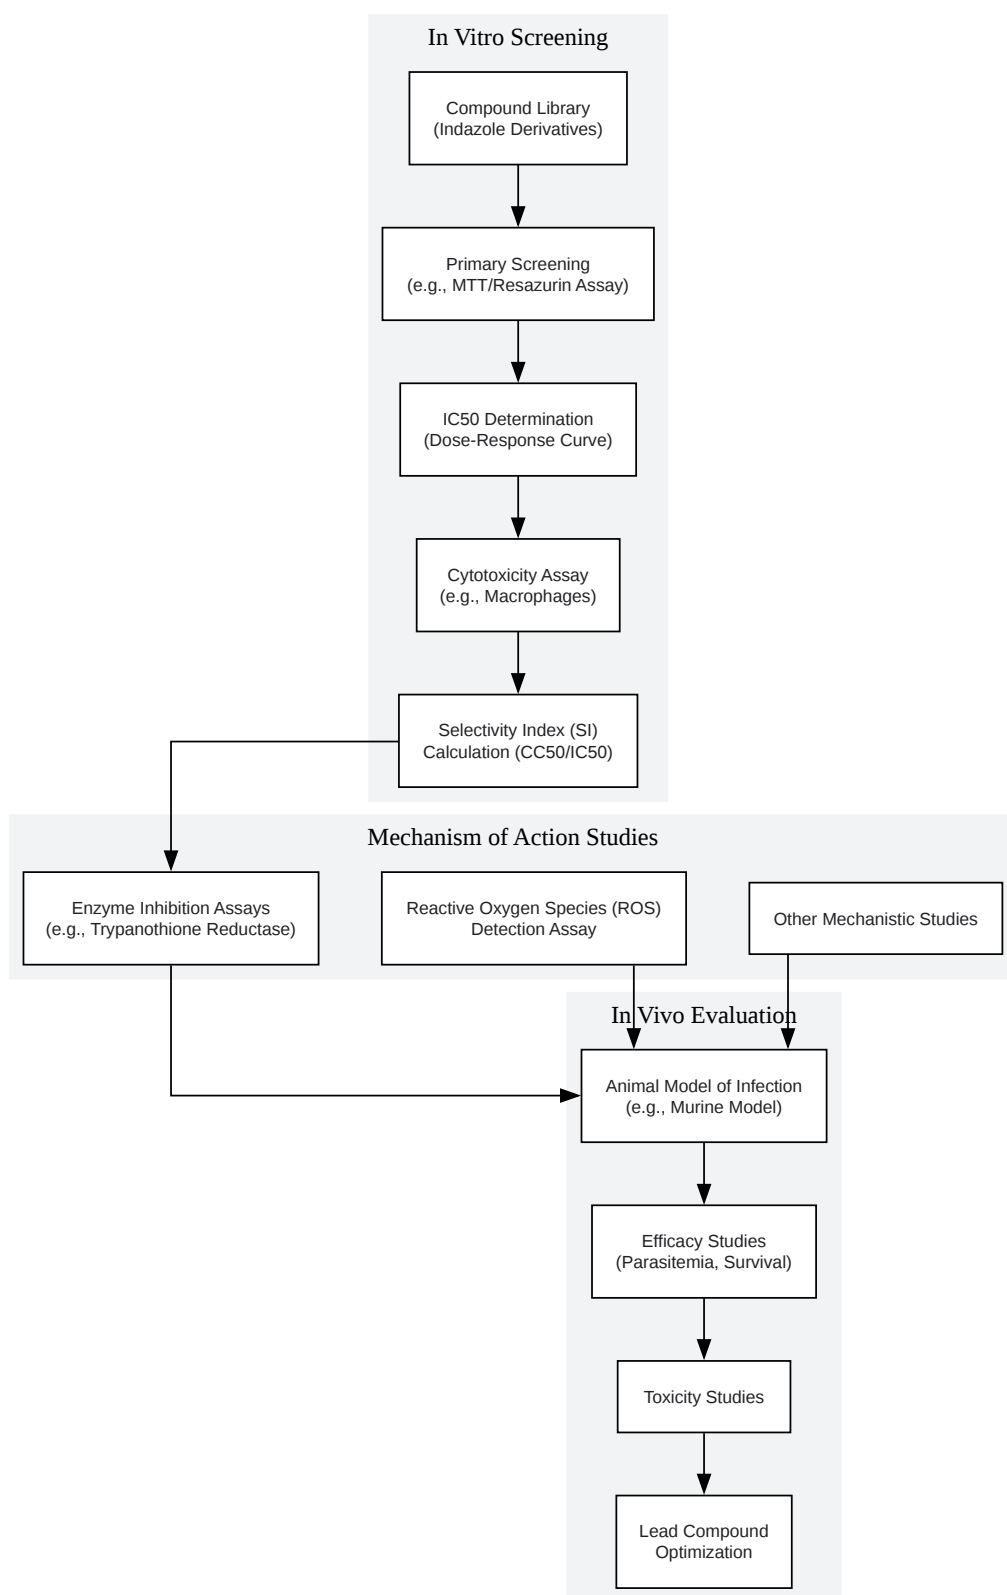 In Vitro Screening
Compound Library
(Indazole Derivatives)
Primary Screening
(e.g., MTT/Resazurin Assay)
IC50 Determination
(Dose-Response Curve)
Cytotoxicity Assay
(e.g., Macrophages)
Selectivity Index (SI)
Calculation (CC50/IC50)
Mechanism of Action Studies
Enzyme Inhibition Assays
(e.g., Trypanothione Reductase)
Reactive Oxygen Species (ROS)
Detection Assay
Other Mechanistic Studies
In Vivo Evaluation
Animal Model of Infection
(e.g., Murine Model)
Efficacy Studies
(Parasitemia, Survival)
Toxicity Studies
Lead Compound
Optimization